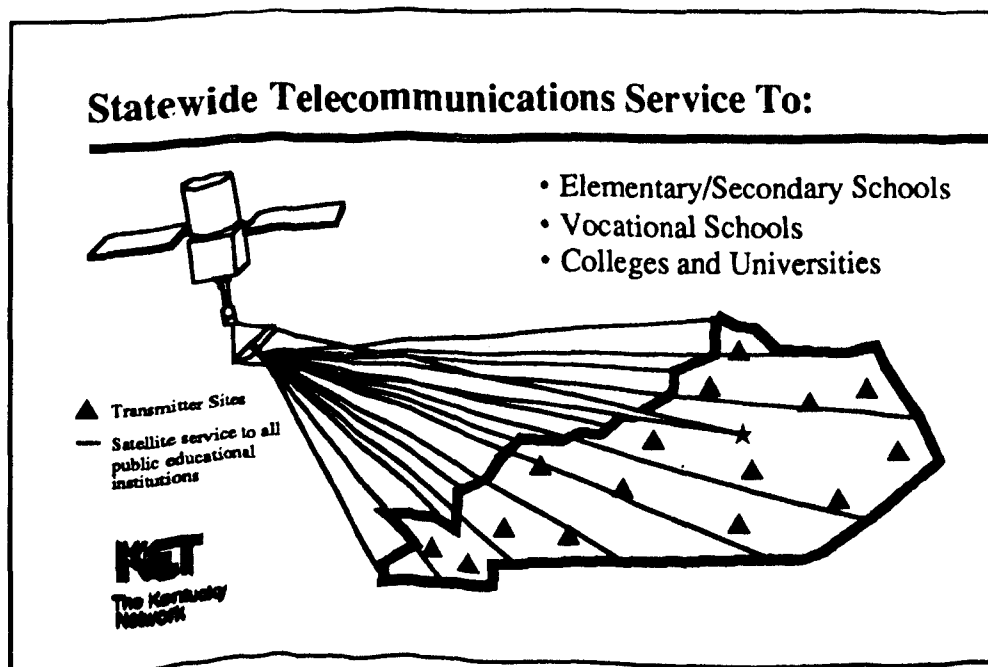 Statewide Telecommunications Service To:
• Elementary/Secondary Schools
• Vocational Schools
• Colleges and Universities
Transmitter Sites
Satellite service to all
public educational
institutions
KET
The Kentucky
Network